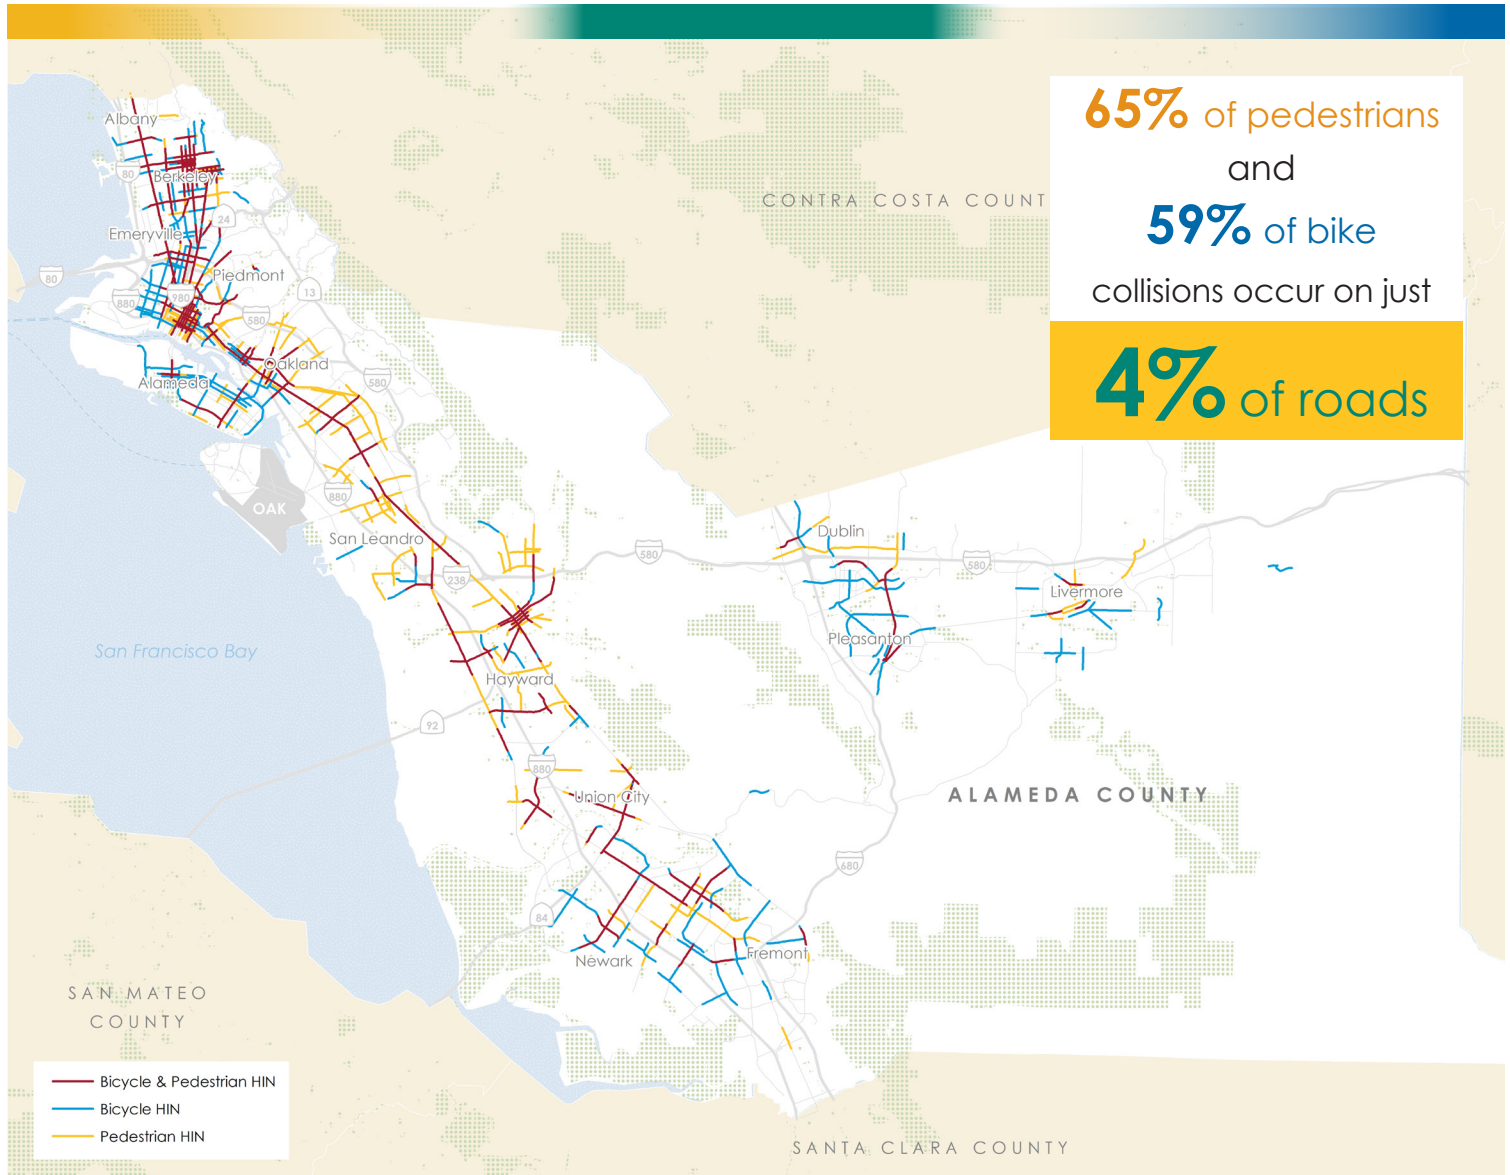 65% of pedestrians
and
59% of bike
collisions occur on just
4% of roads
CONTRA COSTA COUNT
Albany
80
Berkeley
24
Emeryville
Piedmont
80
880
980
13
580
Oakland
580
Alameda
880
OAK
San Leandro
Dublin
580
580
238
Livermore
San Francisco Bay
Pleasanton
Hayward
92
880
Union City
ALAMEDA COUNTY
680
84
Newark
Fremont
SAN MATEO
COUNTY
Bicycle & Pedestrian HIN
Bicycle HIN
Pedestrian HIN
SANTA CLARA COUNTY